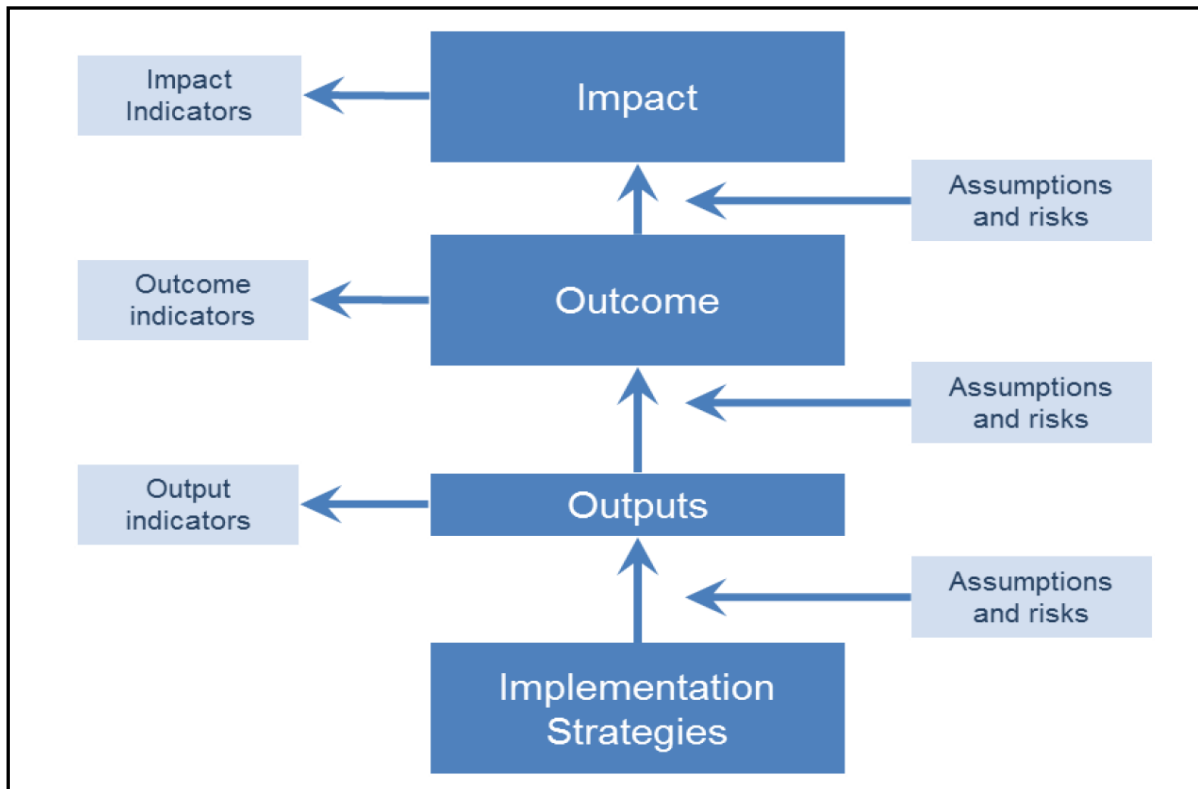 Impact
Indicators
Impact
Assumptions
and risks
Outcome
indicators
Outcome
Assumptions
and risks
Output
indicators
Outputs
Assumptions
and risks
Implementation
Strategies